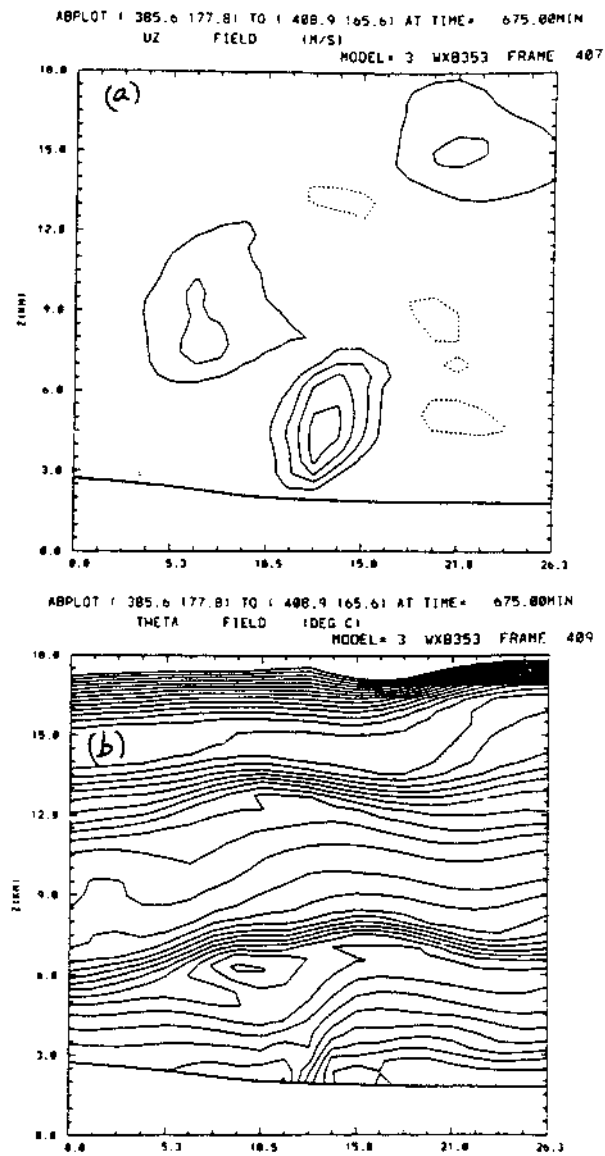 ABPLOT ( 385.6 177.8) TO ( 408.9 165.6) AT TIME= 675.00MIN
UZ FIELD (M/S)
MODEL= 3 WX8353 FRAME 407
18.0
(a)
15.0
12.0
9.0
Z(KM)
6.0
3.0
0.0
0.0 5.3 10.5 15.8 21.0 26.3
ABPLOT ( 385.6 177.8) TO ( 408.9 165.6) AT TIME= 675.00MIN
THETA FIELD (DEG C)
MODEL= 3 WX8353 FRAME 409
18.0
(b)
15.0
12.0
9.0
Z(KM)
6.0
3.0
0.0
0.0 5.3 10.5 15.8 21.0 26.3